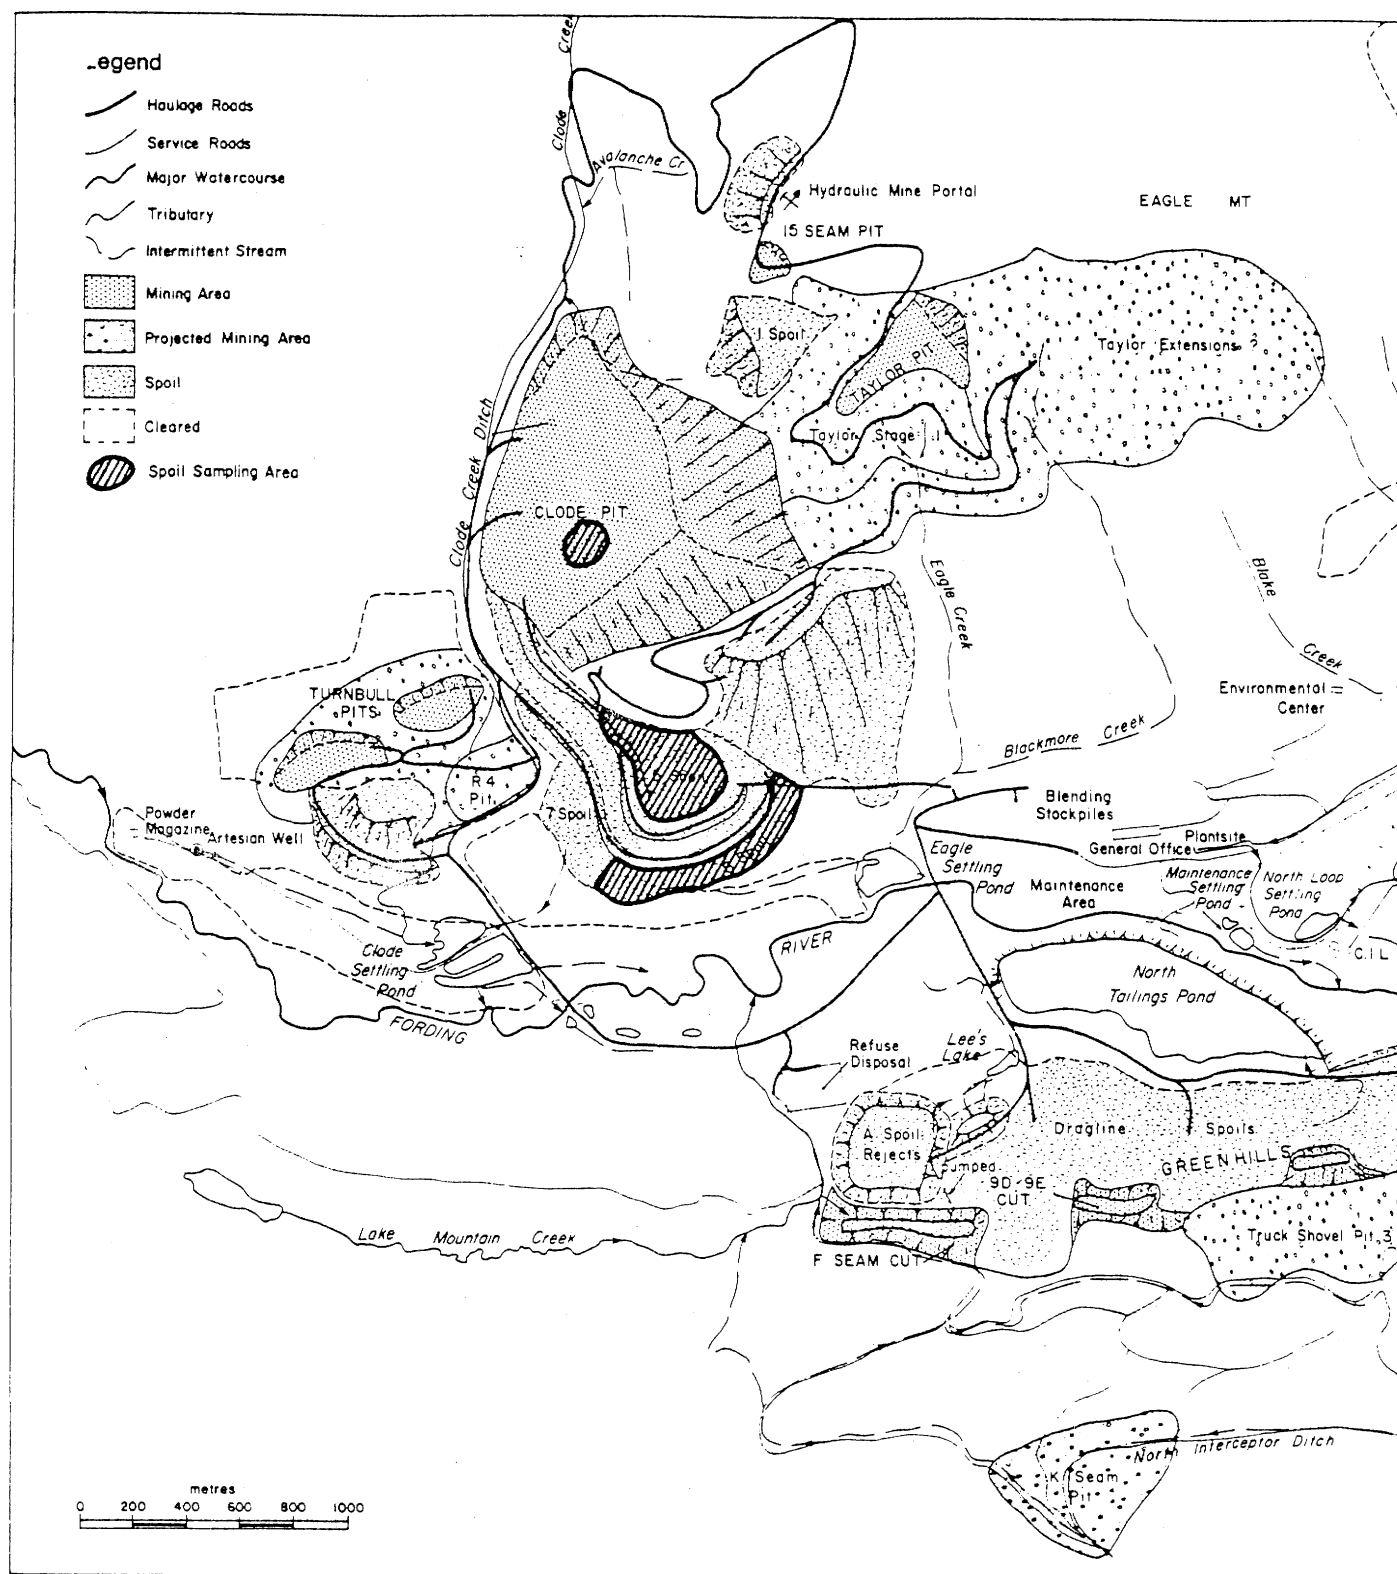 Legend
Haulage Roads
Service Roads
Major Watercourse
Tributary
Intermittent Stream
Mining Area
Projected Mining Area
Spoil
Cleared
Spoil Sampling Area
Creek
Clode
Avalanche Cr
Hydraulic Mine Portal
15 SEAM PIT
EAGLE MT
J Spoil
TAYLOR PIT
Taylor Extensions ?
Taylor Stage 1
Clode Creek Ditch
CLODE PIT
Eagle Creek
Blake Creek
Environmental
Center
TURNBULL
PITS
Blackmore Creek
R4
Pit
7 Spoil
Spoil
Powder
Magazine
Artesian Well
Blending
Stockpiles
Plantsite
General Office
Eagle
Settling
Pond
Maintenance
Area
Maintenance
Settling
Pond
North Loop
Settling
Pond
C.I.L
Clode
Settling
Pond
FORDING
RIVER
North
Tailings Pond
Refuse
Disposal
Lee's
Lake
A Spoil
Rejects
Dragline Spoils
GREENHILLS
9D-9E
CUT
Truck Shovel Pit 3
Lake Mountain Creek
F SEAM CUT
North Interceptor Ditch
K Seam
Pit
metres
0 200 400 600 800 1000